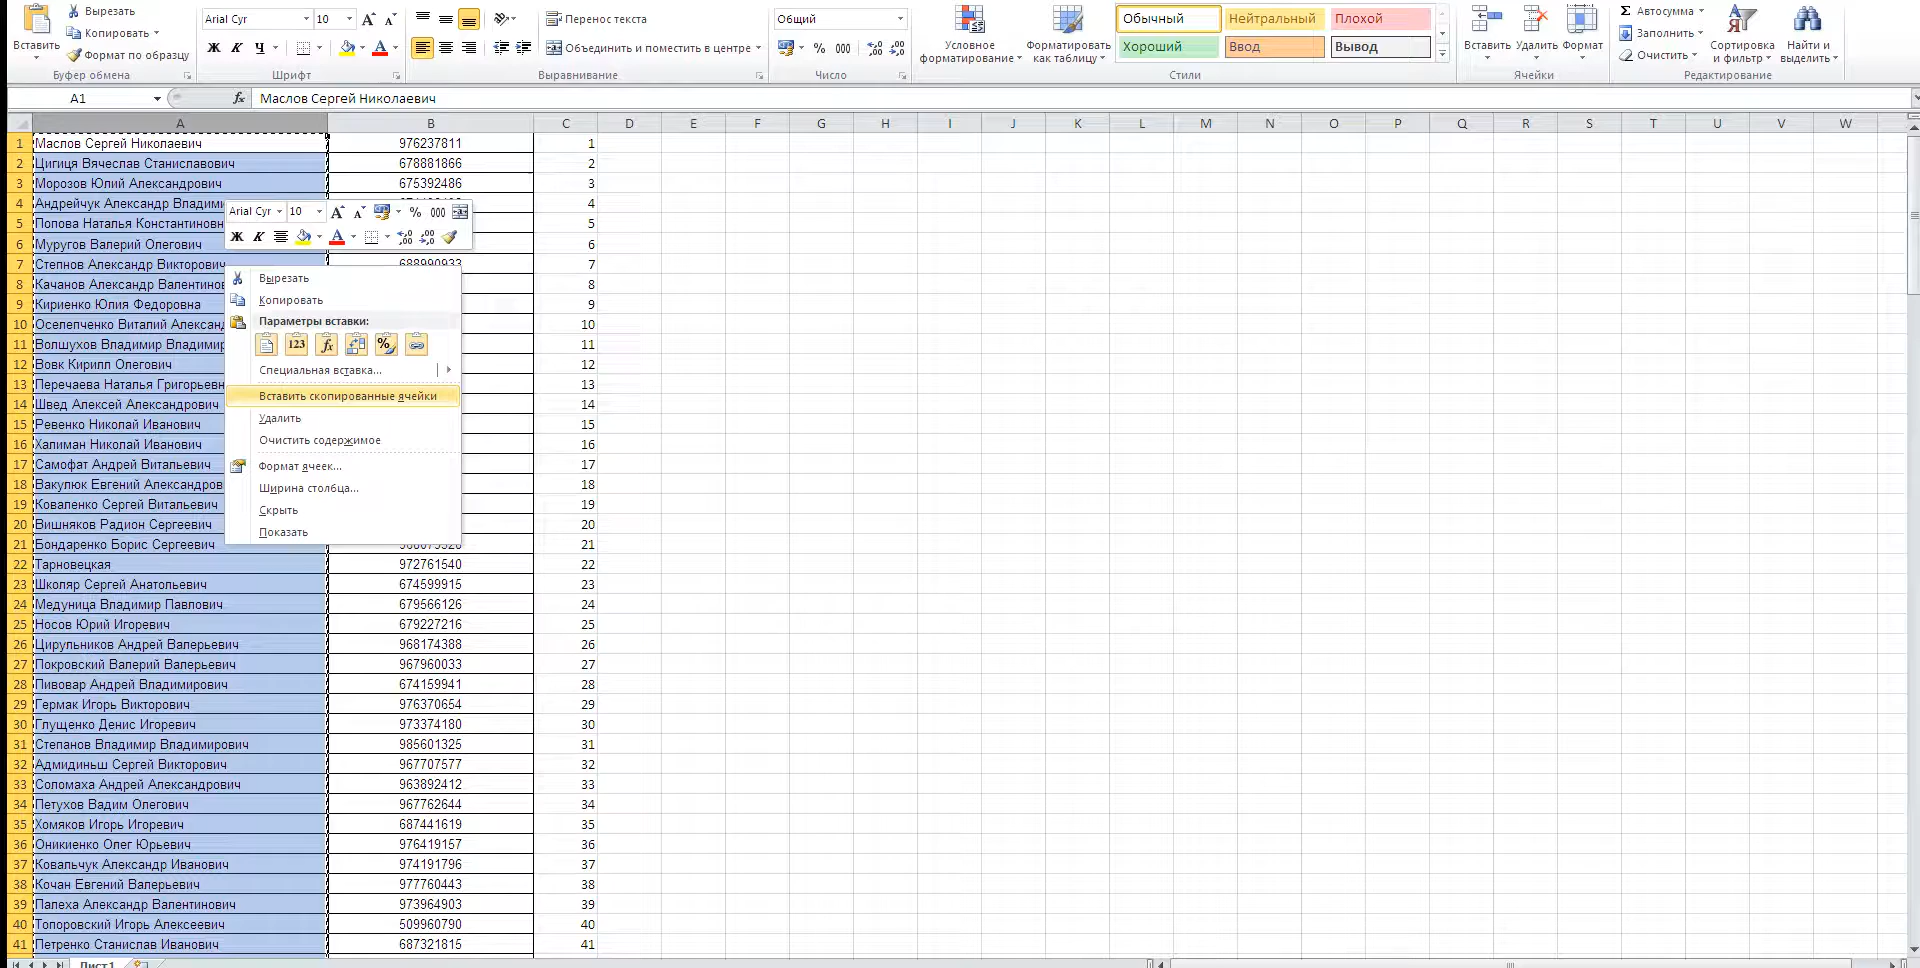 Вставить
Вырезать
Копировать
Формат по образцу
Буфер обмена
Arial Cyr 10
Ж К Ч
Шрифт
Перенос текста
Объединить и поместить в центре
Выравнивание
Общий
% 000
Число
Условное форматирование
Форматировать как таблицу
Обычный Нейтральный Плохой
Хороший Ввод Вывод
Стили
Вставить Удалить Формат
Ячейки
Σ Автосумма
Заполнить
Очистить
Сортировка и фильтр
Найти и выделить
Редактирование
A1 fx Маслов Сергей Николаевич
A B C D E F G H I J K L M N O P Q R S T U V W
1 Маслов Сергей Николаевич 976237811 1
2 Цигиця Вячеслав Станиславович 678881866 2
3 Морозов Юлий Александрович 675392486 3
4 Андрейчук Александр Владими 4
5 Попова Наталья Константиновн 5
6 Муругов Валерий Олегович 6
7 Степнов Александр Викторович 688990933 7
8 Качанов Александр Валентинов 8
9 Кириенко Юлия Федоровна 9
10 Оселепченко Виталий Александ 10
11 Волшухов Владимир Владимир 11
12 Вовк Кирилл Олегович 12
13 Перечаева Наталья Григорьевн 13
14 Швед Алексей Александрович 14
15 Ревенко Николай Иванович 15
16 Халиман Николай Иванович 16
17 Самофат Андрей Витальевич 17
18 Вакулюк Евгений Александров 18
19 Коваленко Сергей Витальевич 19
20 Вишняков Радион Сергеевич 20
21 Бондаренко Борис Сергеевич 21
22 Тарновецкая 972761540 22
23 Школяр Сергей Анатольевич 674599915 23
24 Медуница Владимир Павлович 679566126 24
25 Носов Юрий Игоревич 679227216 25
26 Цирульников Андрей Валерьевич 968174388 26
27 Покровский Валерий Валерьевич 967960033 27
28 Пивовар Андрей Владимирович 674159941 28
29 Гермак Игорь Викторович 976370654 29
30 Глущенко Денис Игоревич 973374180 30
31 Степанов Владимир Владимирович 985601325 31
32 Адмидиньш Сергей Викторович 967707577 32
33 Соломаха Андрей Александрович 963892412 33
34 Петухов Вадим Олегович 967762644 34
35 Хомяков Игорь Игоревич 687441619 35
36 Оникиенко Олег Юрьевич 976419157 36
37 Ковальчук Александр Иванович 974191796 37
38 Кочан Евгений Валерьевич 977760443 38
39 Палеха Александр Валентинович 973964903 39
40 Топоровский Игорь Алексеевич 509960790 40
41 Петренко Станислав Иванович 687321815 41
Arial Cyr 10 % 000
Ж К
Вырезать
Копировать
Параметры вставки:
123 fx %
Специальная вставка...
Вставить скопированные ячейки
Удалить
Очистить содержимое
Формат ячеек...
Ширина столбца...
Скрыть
Показать
Лист1